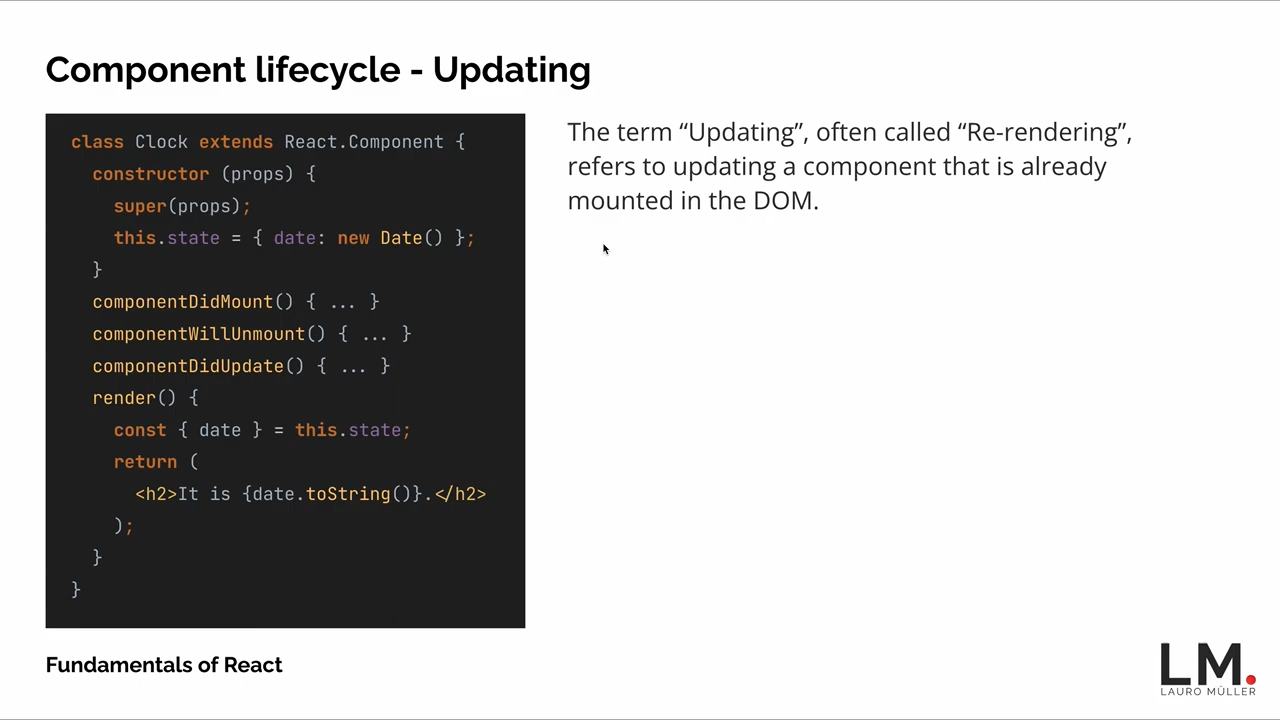 Component lifecycle - Updating
class Clock extends React.Component {
constructor (props) {
super(props);
this.state = { date: new Date() };
}
componentDidMount() { ... }
componentWillUnmount() { ... }
componentDidUpdate() { ... }
render() {
const { date } = this.state;
return (
<h2>It is {date.toString()}.</h2>
);
}
}
The term “Updating”, often called “Re-rendering”,
refers to updating a component that is already
mounted in the DOM.
Fundamentals of React
LM.
LAURO MÜLLER